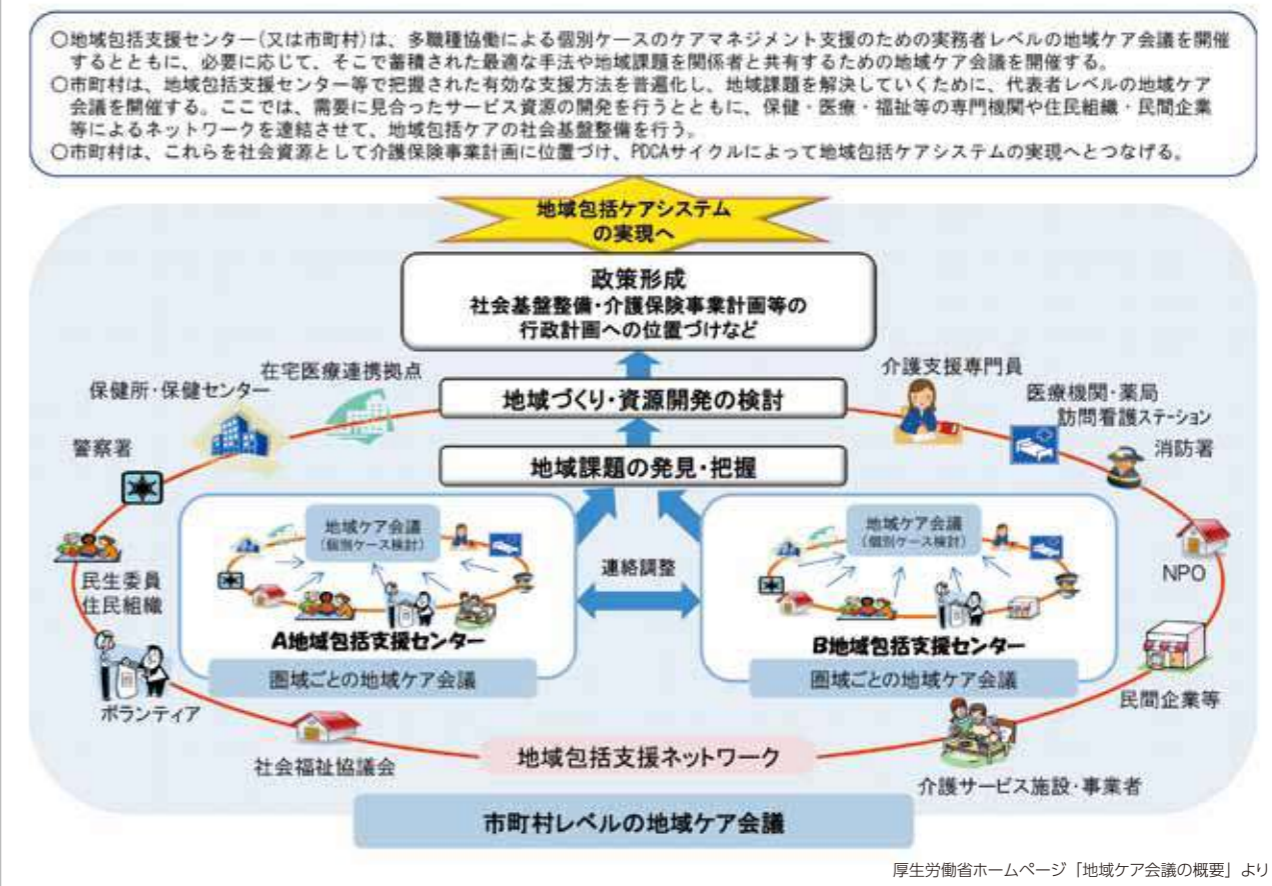 ○地域包括支援センター(又は市町村)は、多職種協働による個別ケースのケアマネジメント支援のための実務者レベルの地域ケア会議を開催
するとともに、必要に応じて、そこで蓄積された最適な手法や地域課題を関係者と共有するための地域ケア会議を開催する。
○市町村は、地域包括支援センター等で把握された有効な支援方法を普遍化し、地域課題を解決していくために、代表者レベルの地域ケア
会議を開催する。ここでは、需要に見合ったサービス資源の開発を行うとともに、保健・医療・福祉等の専門機関や住民組織・民間企業
等によるネットワークを連結させて、地域包括ケアの社会基盤整備を行う。
○市町村は、これらを社会資源として介護保険事業計画に位置づけ、PDCAサイクルによって地域包括ケアシステムの実現へとつなげる。
地域包括ケアシステム
の実現へ
政策形成
社会基盤整備・介護保険事業計画等の
行政計画への位置づけなど
在宅医療連携拠点
保健所・保健センター
地域づくり・資源開発の検討
介護支援専門員
医療機関・薬局
訪問看護ステーション
警察署
消防署
地域課題の発見・把握
地域ケア会議
(個別ケース検討)
地域ケア会議
(個別ケース検討)
連絡調整
民生委員
住民組織
NPO
A地域包括支援センター
B地域包括支援センター
圏域ごとの地域ケア会議
圏域ごとの地域ケア会議
ボランティア
民間企業等
社会福祉協議会
地域包括支援ネットワーク
介護サービス施設・事業者
市町村レベルの地域ケア会議
厚生労働省ホームページ「地域ケア会議の概要」より